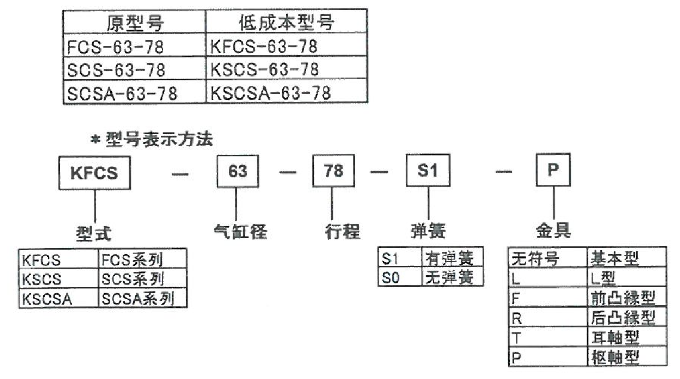 原型号 低成本型号
FCS-63-78 KFCS-63-78
SCS-63-78 KSCS-63-78
SCSA-63-78 KSCSA-63-78
*型号表示方法
KFCS — 63 — 78 — S1 — P
型式 气缸径 行程 弹簧 金具
KFCS FCS系列
KSCS SCS系列
KSCSA SCSA系列
S1 有弹簧
S0 无弹簧
无符号 基本型
L L型
F 前凸縁型
R 后凸縁型
T 耳軸型
P 枢軸型